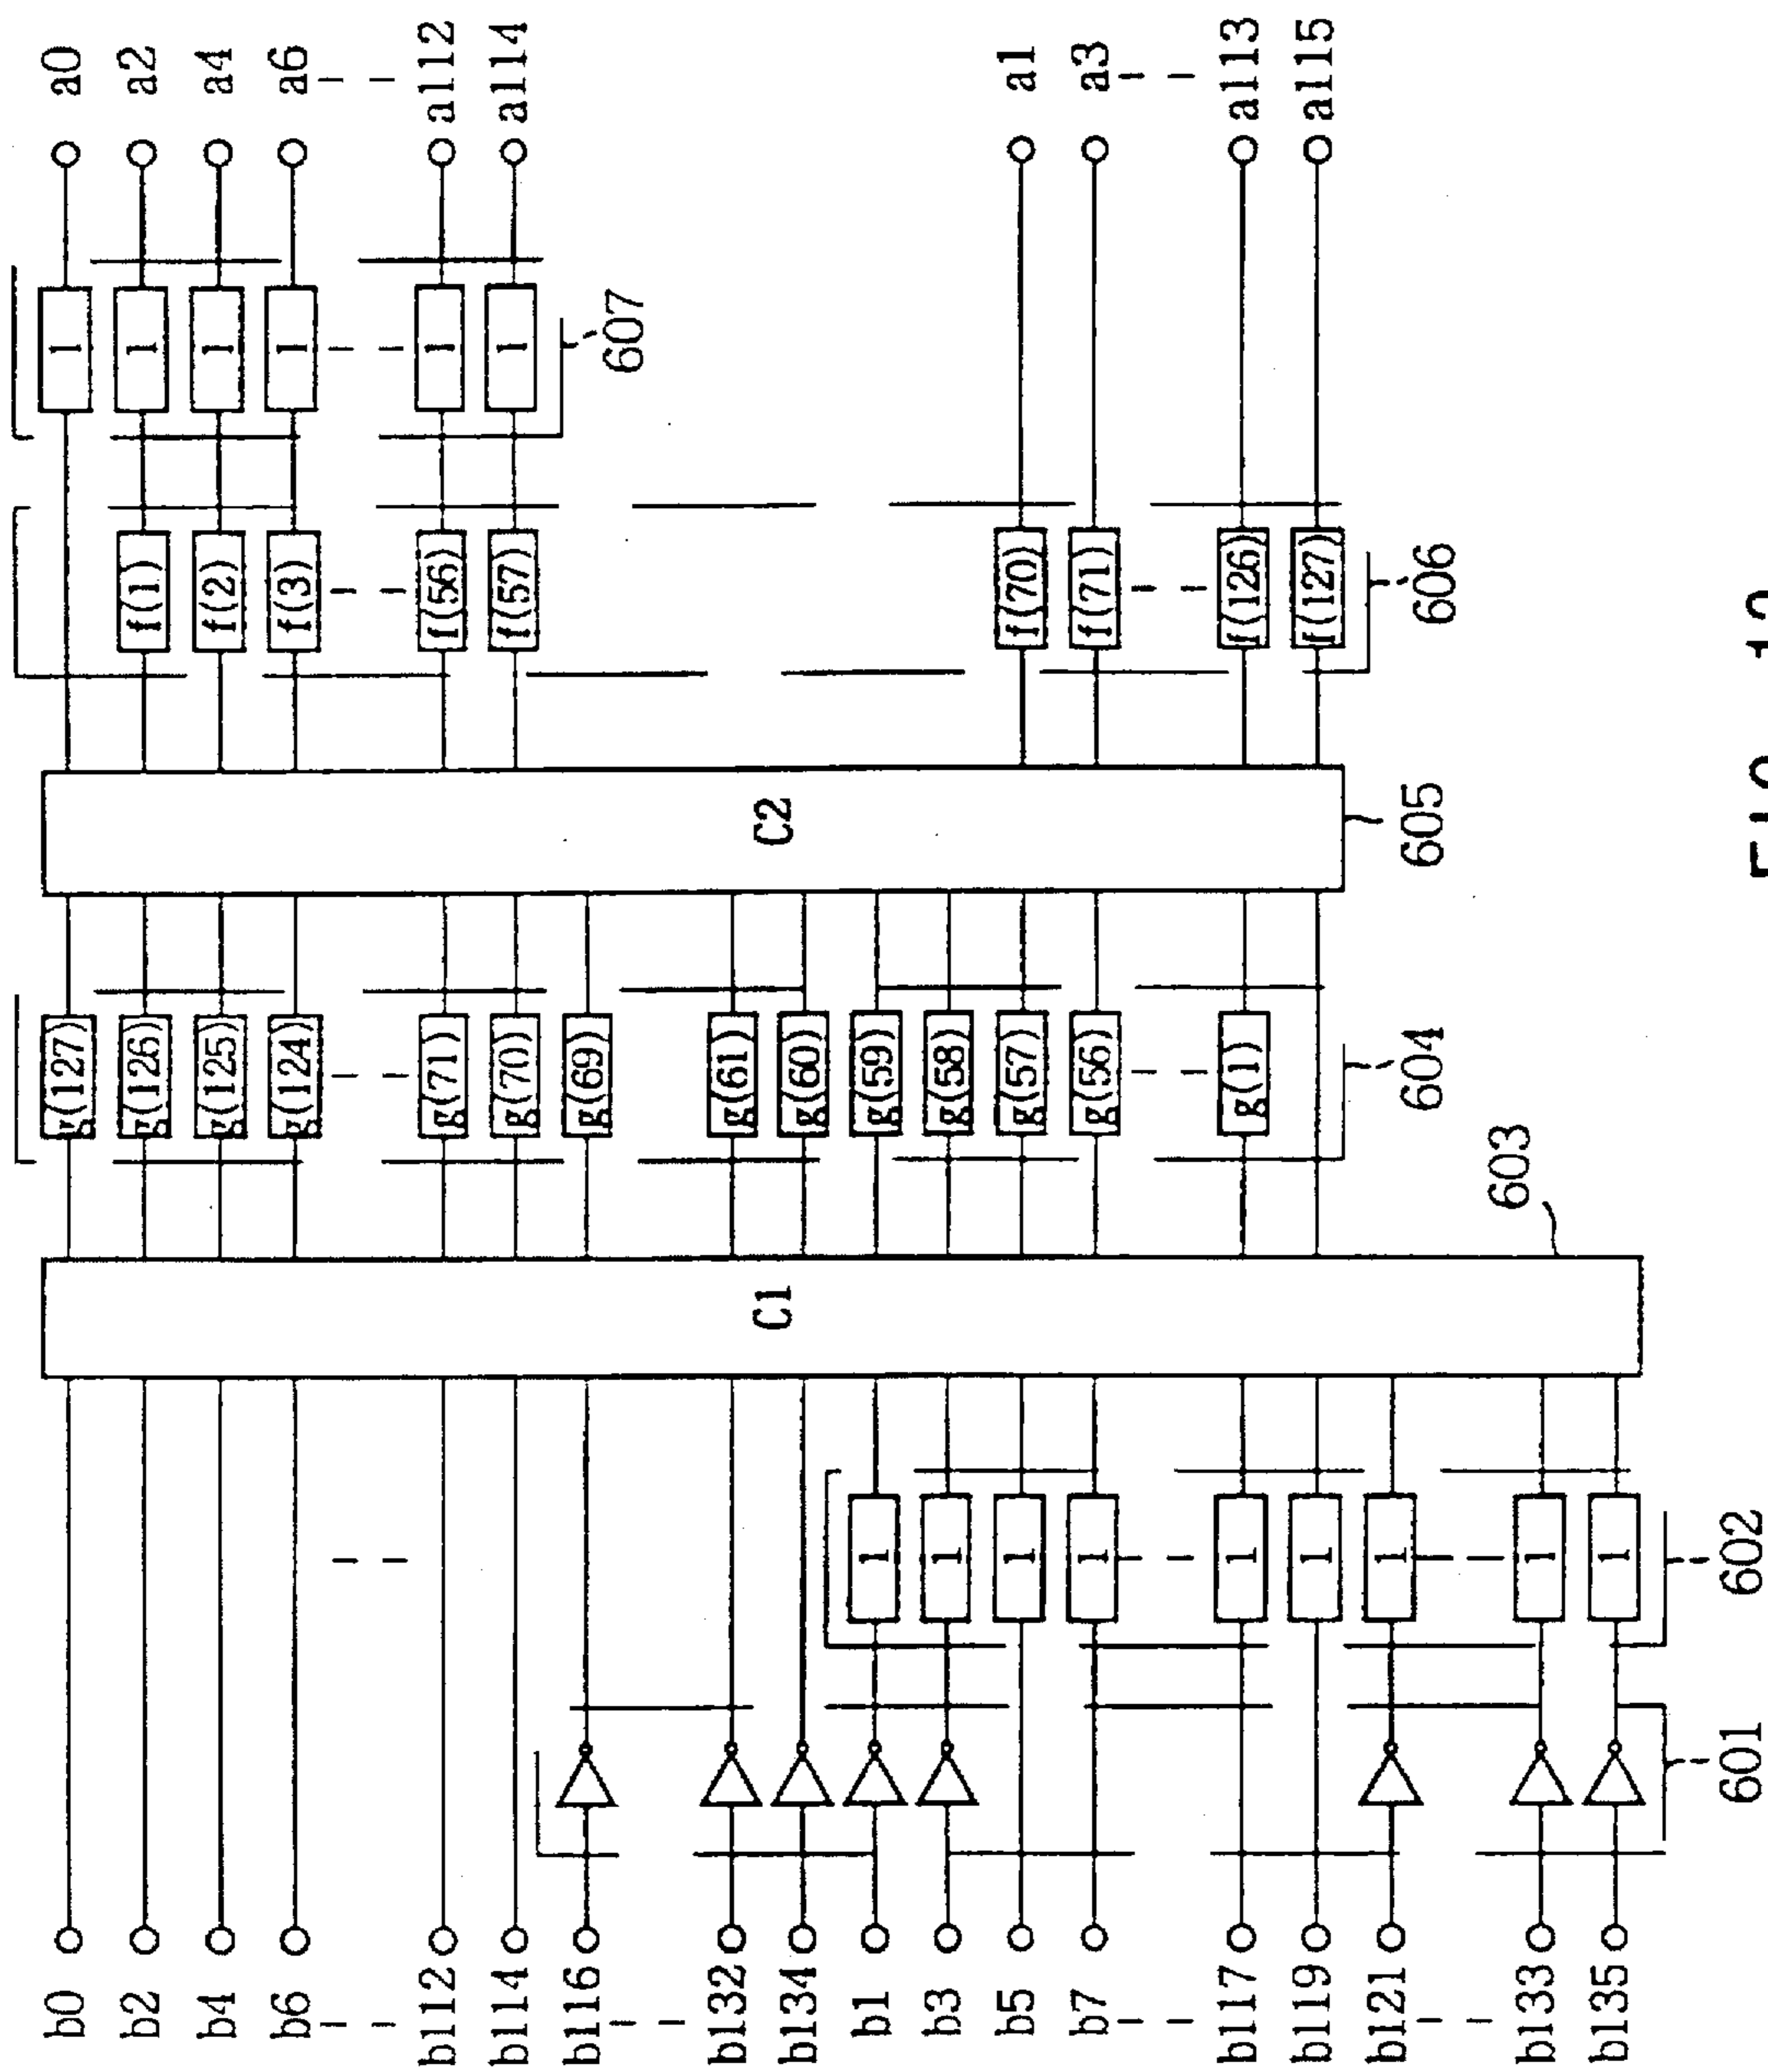 b0 g(127) 1 a0
b2 g(126) f(1) 1 a2
b4 g(125) f(2) 1 a4
b6 g(124) f(3) 1 a6
b112 g(71) f(56) 1 a112
b114 g(70) f(57) 1 a114
b116 g(69)
607
b132 g(61)
C1 C2
b134 g(60)
b1 1 g(59)
b3 1 g(58)
b5 1 g(57) f(70) a1
b7 1 g(56) f(71) a3
b117 1 g(1) f(126) a113
b119 1 f(127) a115
b121 1
604 605 606
603
b133 1
b135 1
601 602